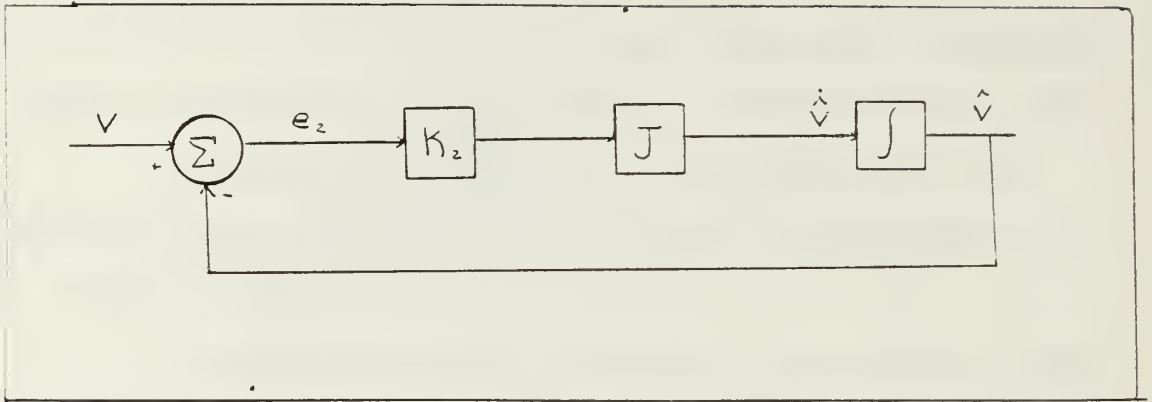 V
+
Σ
-
e₂
K₂
J
v̂̇
∫
v̂